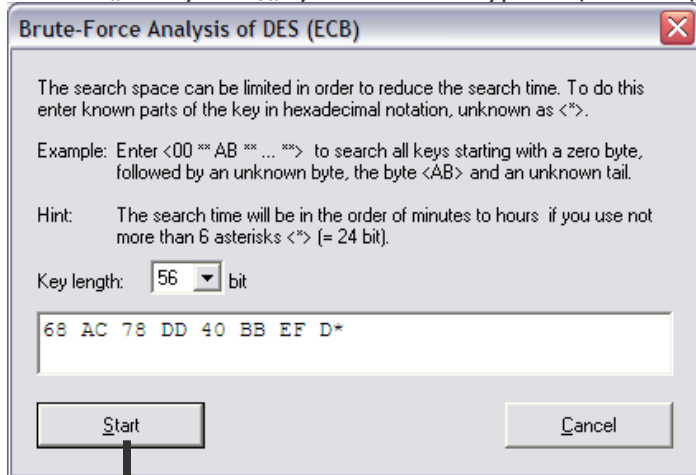 Brute-Force Analysis of DES (ECB)
The search space can be limited in order to reduce the search time. To do this
enter known parts of the key in hexadecimal notation, unknown as <*>.
Example: Enter <00 ** AB ** ... **> to search all keys starting with a zero byte,
followed by an unknown byte, the byte <AB> and an unknown tail.
Hint: The search time will be in the order of minutes to hours if you use not
more than 6 asterisks <*> (= 24 bit).
Key length: 56 bit
68 AC 78 DD 40 BB EF D*
Start Cancel